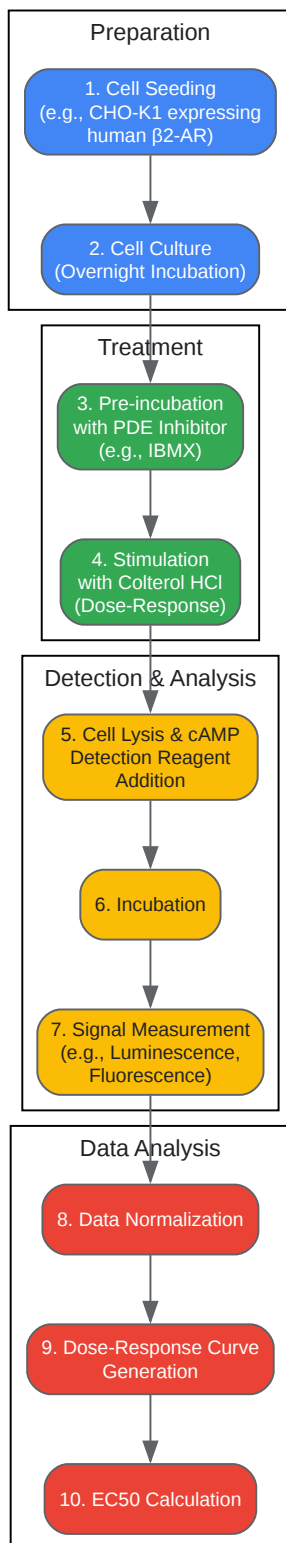 Preparation
1. Cell Seeding
(e.g., CHO-K1 expressing
human β2-AR)
2. Cell Culture
(Overnight Incubation)
Treatment
3. Pre-incubation
with PDE Inhibitor
(e.g., IBMX)
4. Stimulation
with Colterol HCl
(Dose-Response)
Detection & Analysis
5. Cell Lysis & cAMP
Detection Reagent
Addition
6. Incubation
7. Signal Measurement
(e.g., Luminescence,
Fluorescence)
Data Analysis
8. Data Normalization
9. Dose-Response Curve
Generation
10. EC50 Calculation